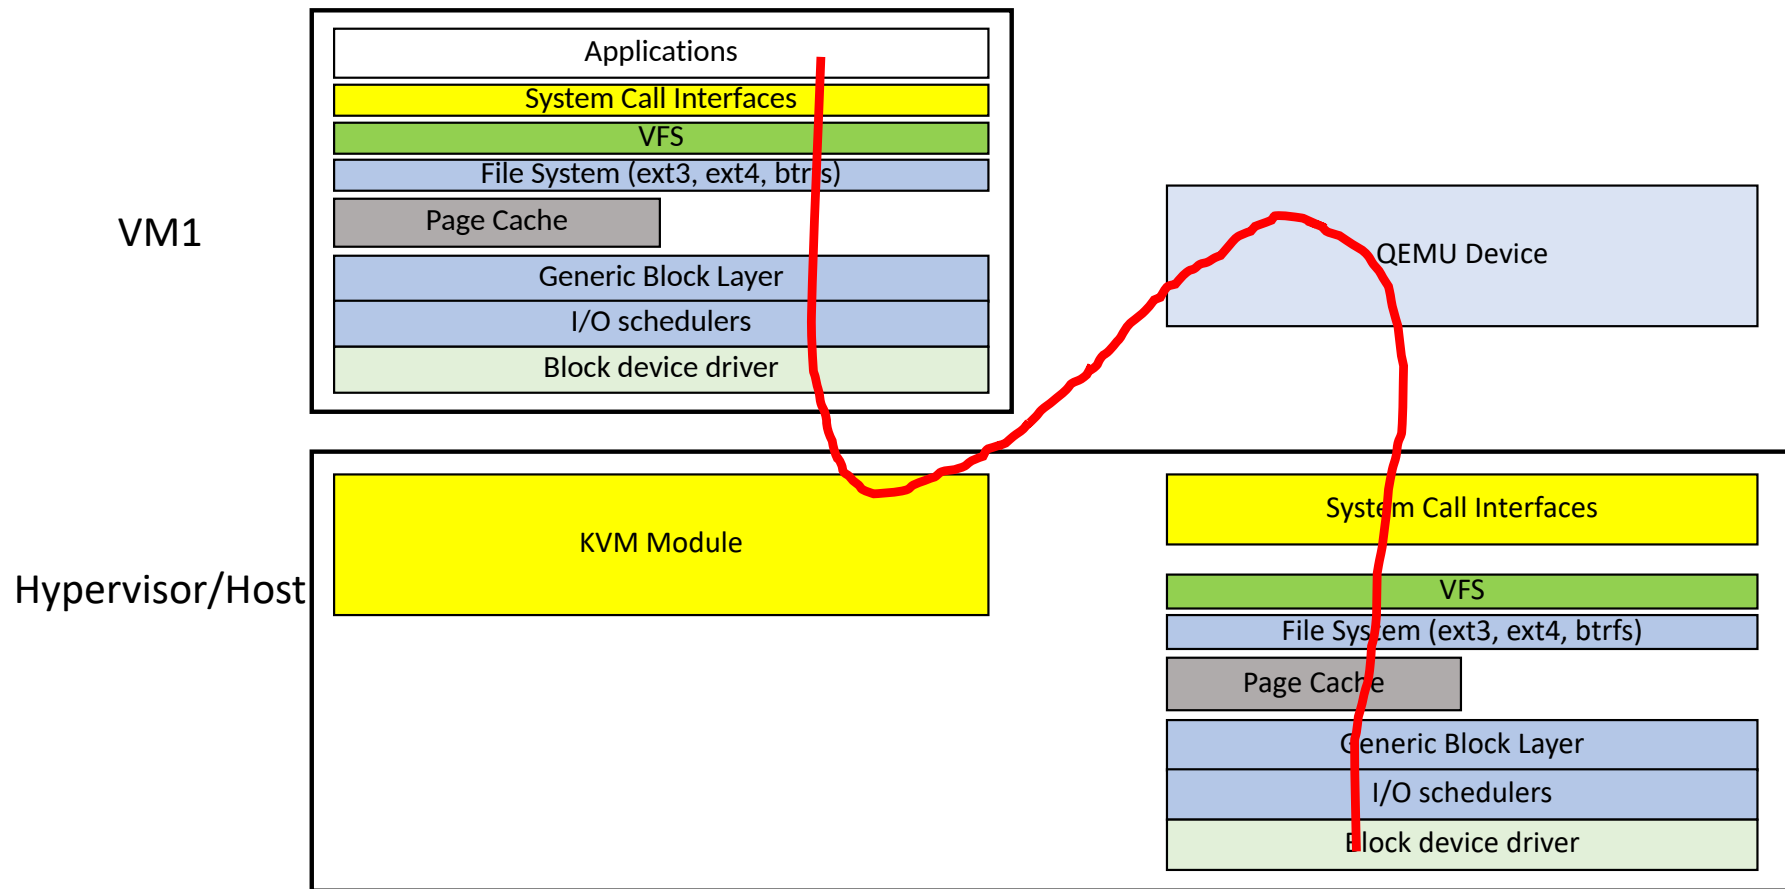 Applications
System Call Interfaces
VFS
File System (ext3, ext4, btrfs)
Page Cache
Generic Block Layer
I/O schedulers
Block device driver
VM1
QEMU Device
Hypervisor/Host
KVM Module
System Call Interfaces
VFS
File System (ext3, ext4, btrfs)
Page Cache
Generic Block Layer
I/O schedulers
Block device driver